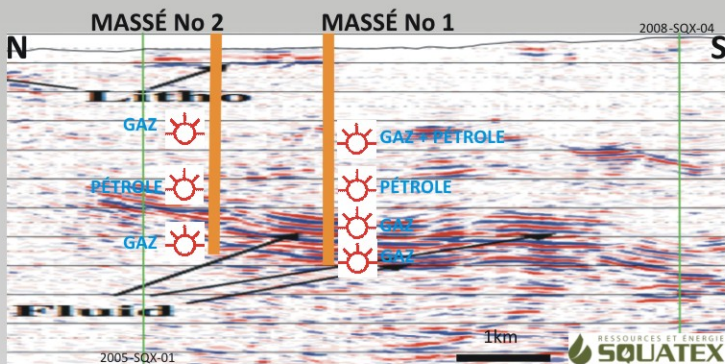 MASSÉ No 2
MASSÉ No 1
2008-SQX-04
N
S
Litho
GAZ
GAZ + PÉTROLE
PÉTROLE
PÉTROLE
GAZ
GAZ
GAZ
Fluid
1km
RESSOURCES ET ÉNERGIE
SQUATEX
2005-SQX-01